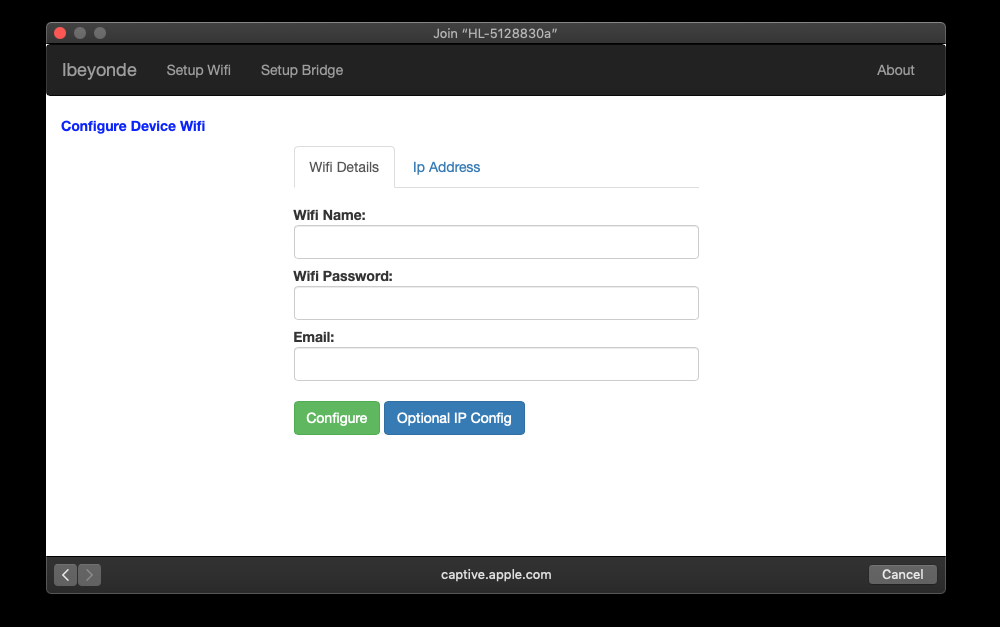 Join “HL-5128830a”
Ibeyonde Setup Wifi Setup Bridge About
Configure Device Wifi
Wifi Details Ip Address
Wifi Name:
Wifi Password:
Email:
Configure Optional IP Config
captive.apple.com Cancel